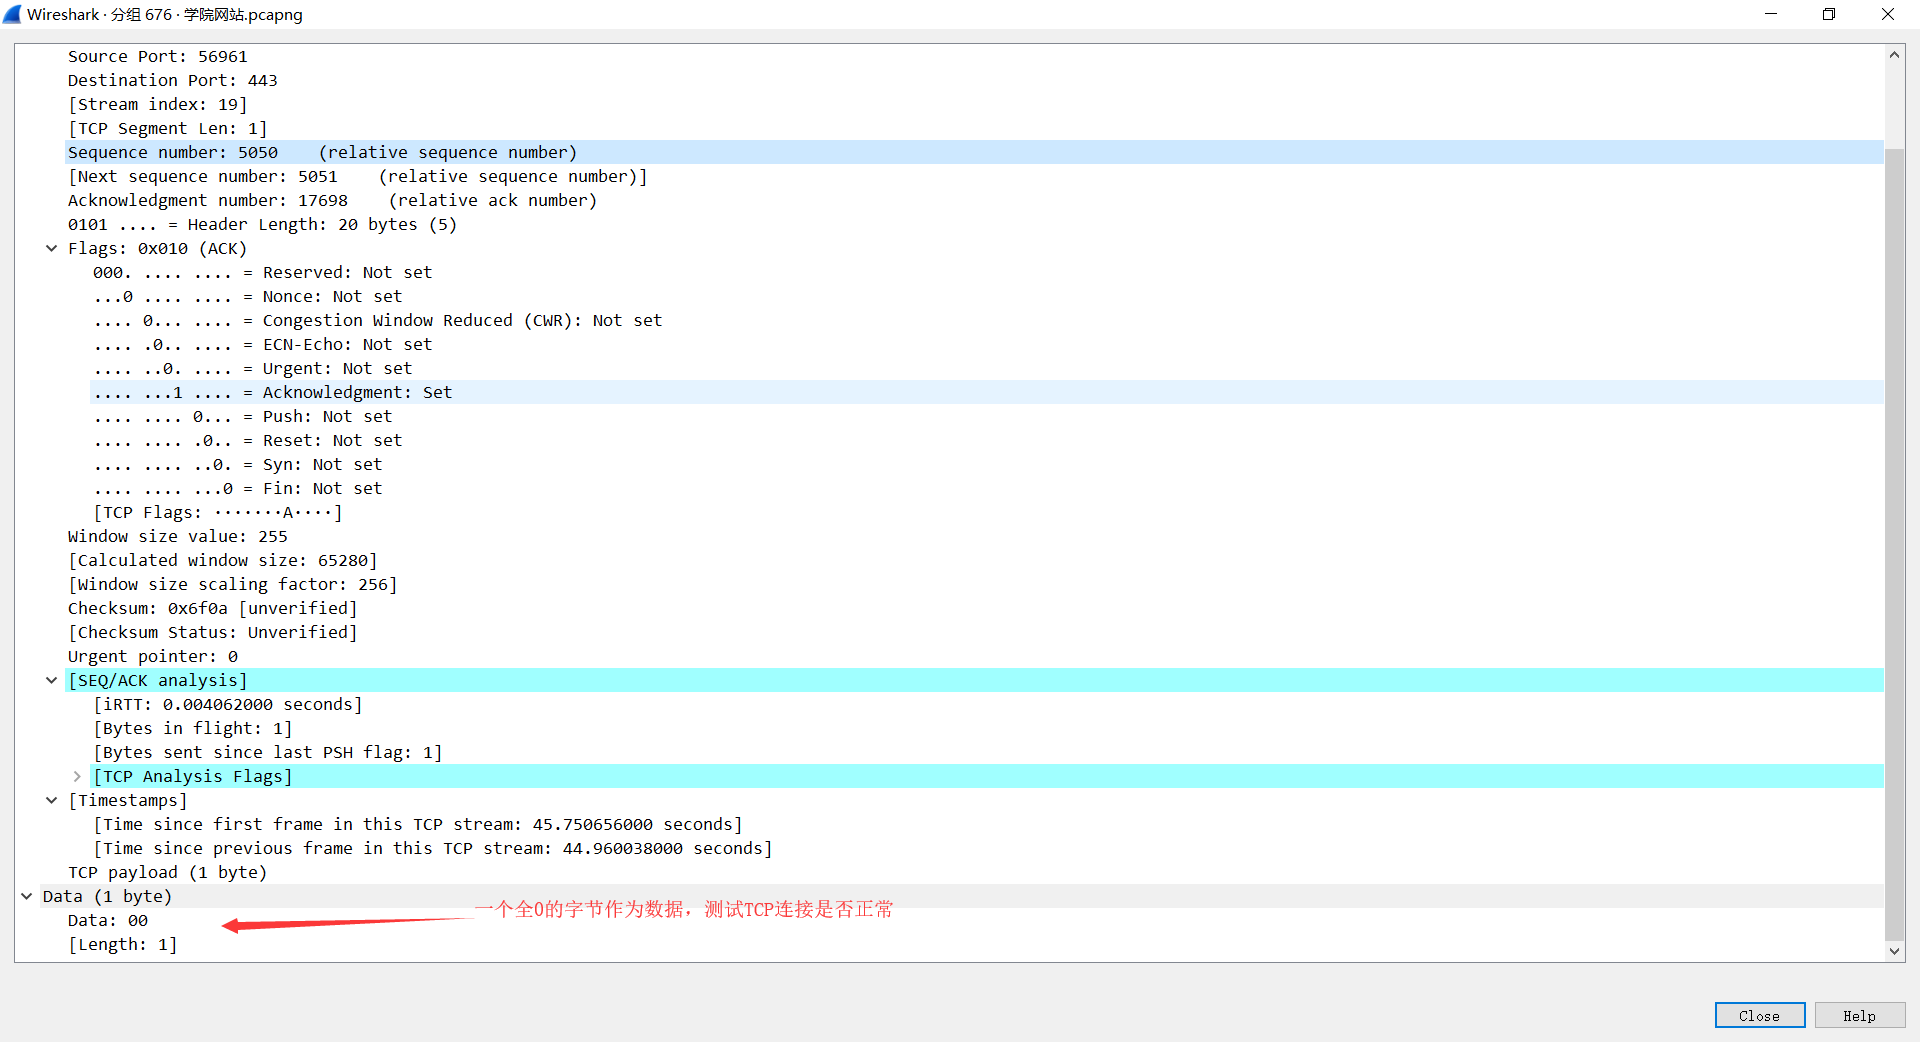 Wireshark · 分组 676 · 学院网站.pcapng
Source Port: 56961
Destination Port: 443
[Stream index: 19]
[TCP Segment Len: 1]
Sequence number: 5050    (relative sequence number)
[Next sequence number: 5051    (relative sequence number)]
Acknowledgment number: 17698    (relative ack number)
0101 .... = Header Length: 20 bytes (5)
Flags: 0x010 (ACK)
000. .... .... = Reserved: Not set
...0 .... .... = Nonce: Not set
.... 0... .... = Congestion Window Reduced (CWR): Not set
.... .0.. .... = ECN-Echo: Not set
.... ..0. .... = Urgent: Not set
.... ...1 .... = Acknowledgment: Set
.... .... 0... = Push: Not set
.... .... .0.. = Reset: Not set
.... .... ..0. = Syn: Not set
.... .... ...0 = Fin: Not set
[TCP Flags: ·······A····]
Window size value: 255
[Calculated window size: 65280]
[Window size scaling factor: 256]
Checksum: 0x6f0a [unverified]
[Checksum Status: Unverified]
Urgent pointer: 0
[SEQ/ACK analysis]
[iRTT: 0.004062000 seconds]
[Bytes in flight: 1]
[Bytes sent since last PSH flag: 1]
[TCP Analysis Flags]
[Timestamps]
[Time since first frame in this TCP stream: 45.750656000 seconds]
[Time since previous frame in this TCP stream: 44.960038000 seconds]
TCP payload (1 byte)
Data (1 byte)
一个全0的字节作为数据，测试TCP连接是否正常
Data: 00
[Length: 1]
Close
Help